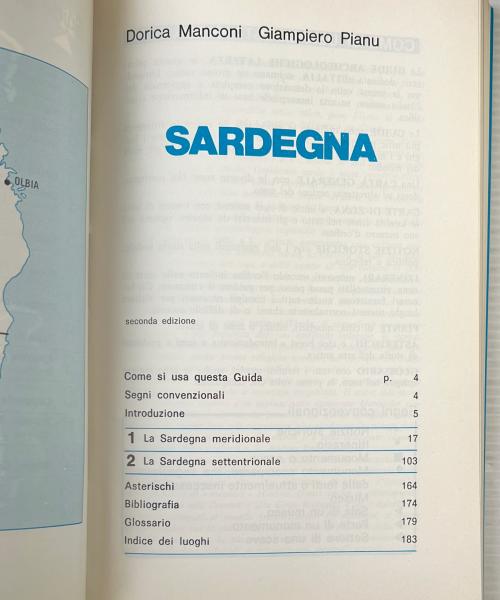 Dorica Manconi Giampiero Pianu
SARDEGNA
OLBIA
seconda edizione
Come si usa questa Guida p. 4
Segni convenzionali 4
Introduzione 5
1 La Sardegna meridionale 17
2 La Sardegna settentrionale 103
Asterischi 164
Bibliografia 174
Glossario 179
Indice dei luoghi 183